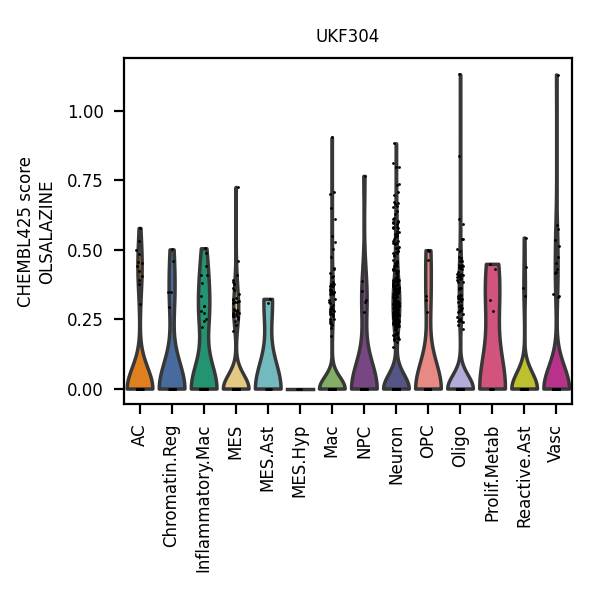 UKF304
CHEMBL425 score
OLSALAZINE
1.00
0.75
0.50
0.25
0.00
AC
Chromatin.Reg
Inflammatory.Mac
MES
MES.Ast
MES.Hyp
Mac
NPC
Neuron
OPC
Oligo
Prolif.Metab
Reactive.Ast
Vasc